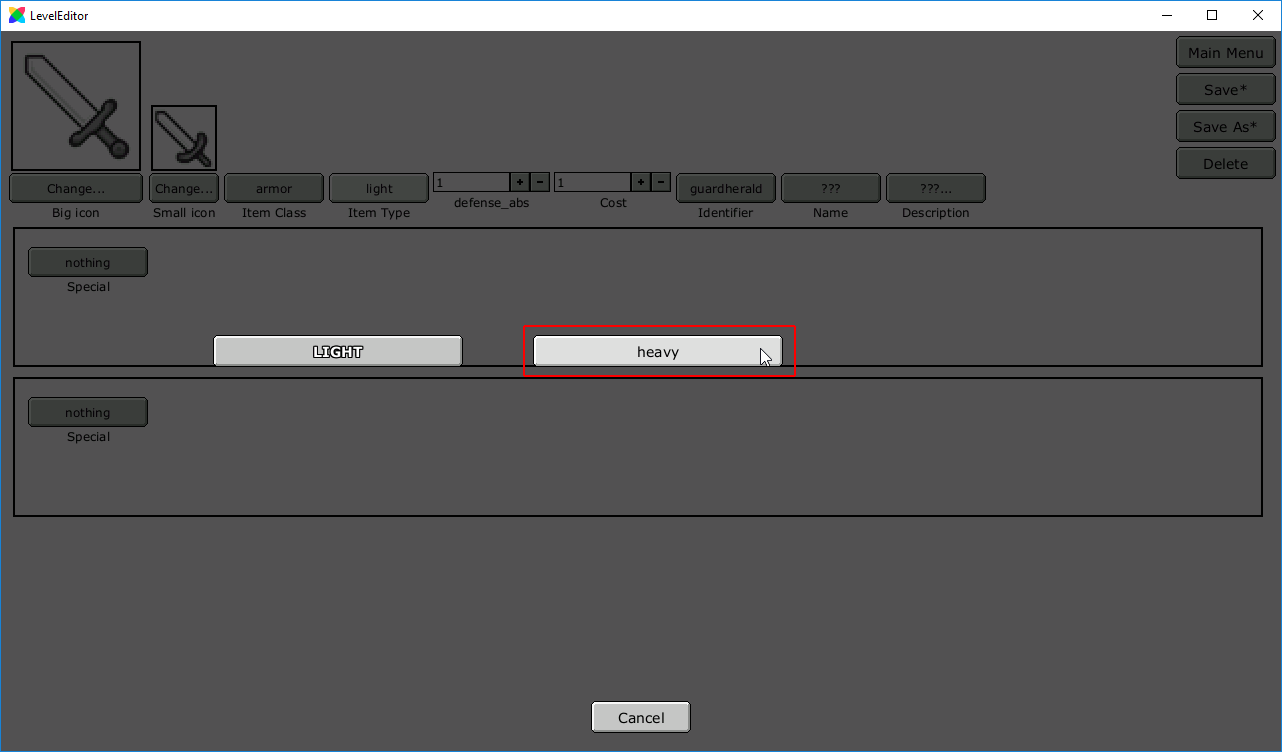 LevelEditor
Main Menu
Save*
Save As*
Delete
Change... Change... armor light 1 + − 1 + − guardherald ??? ???...
Big icon Small icon Item Class Item Type defense_abs Cost Identifier Name Description
nothing
Special
LIGHT heavy
nothing
Special
Cancel